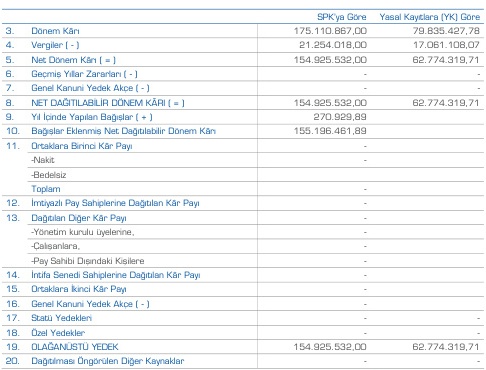 SPK'ya Göre Yasal Kayıtlara (YK) Göre
3. Dönem Kârı 175.110.867,00 79.835.427,78
4. Vergiler ( - ) 21.254.018,00 17.061.108,07
5. Net Dönem Kârı ( = ) 154.925.532,00 62.774.319,71
6. Geçmiş Yıllar Zararları ( - ) - -
7. Genel Kanuni Yedek Akçe ( - ) - -
8. NET DAĞITILABİLİR DÖNEM KÂRI ( = ) 154.925.532,00 62.774.319,71
9. Yıl İçinde Yapılan Bağışlar ( + ) 270.929,89
10. Bağışlar Eklenmiş Net Dağıtılabilir Dönem Kârı 155.196.461,89
11. Ortaklara Birinci Kâr Payı -
-Nakit -
-Bedelsiz
Toplam -
12. İmtiyazlı Pay Sahiplerine Dağıtılan Kâr Payı -
13. Dağıtılan Diğer Kâr Payı -
-Yönetim kurulu üyelerine, -
-Çalışanlara, -
-Pay Sahibi Dışındaki Kişilere -
14. İntifa Senedi Sahiplerine Dağıtılan Kâr Payı -
15. Ortaklara İkinci Kâr Payı -
16. Genel Kanuni Yedek Akçe ( - ) -
17. Statü Yedekleri - -
18. Özel Yedekler - -
19. OLAĞANÜSTÜ YEDEK 154.925.532,00 62.774.319,71
20. Dağıtılması Öngörülen Diğer Kaynaklar - -